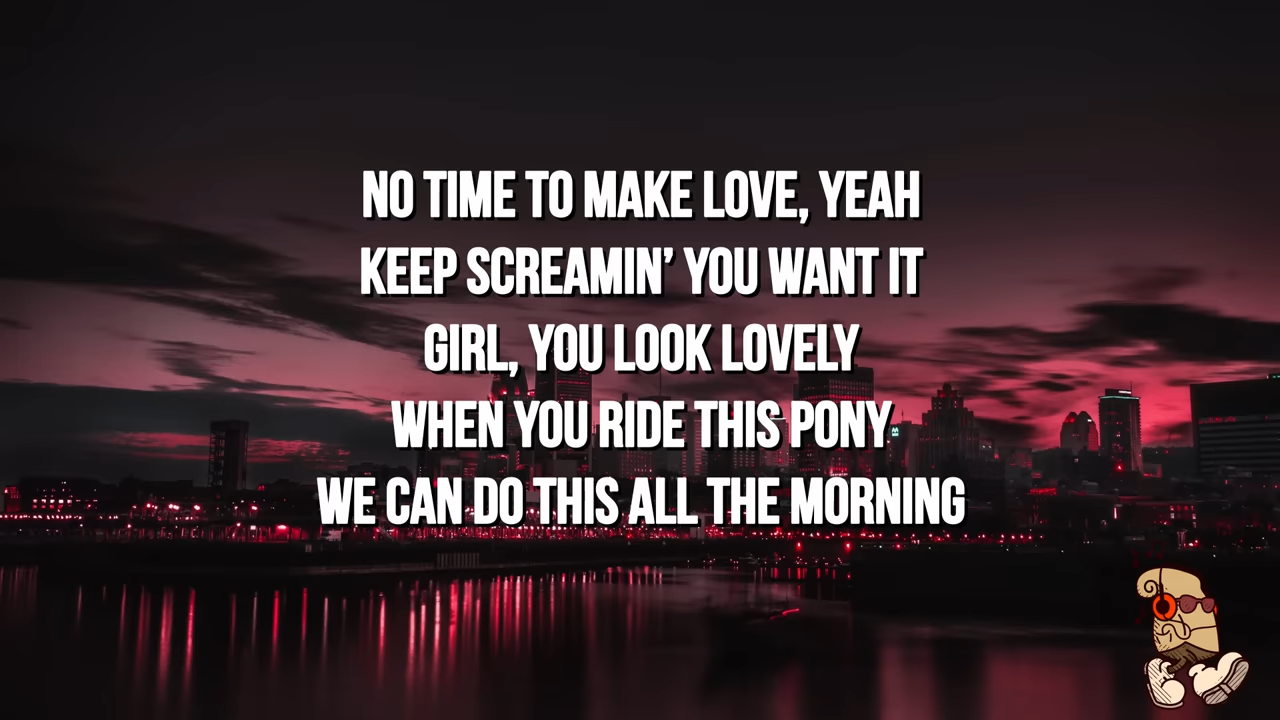 NO TIME TO MAKE LOVE, YEAH
KEEP SCREAMIN' YOU WANT IT
GIRL, YOU LOOK LOVELY
WHEN YOU RIDE THIS PONY
WE CAN DO THIS ALL THE MORNING